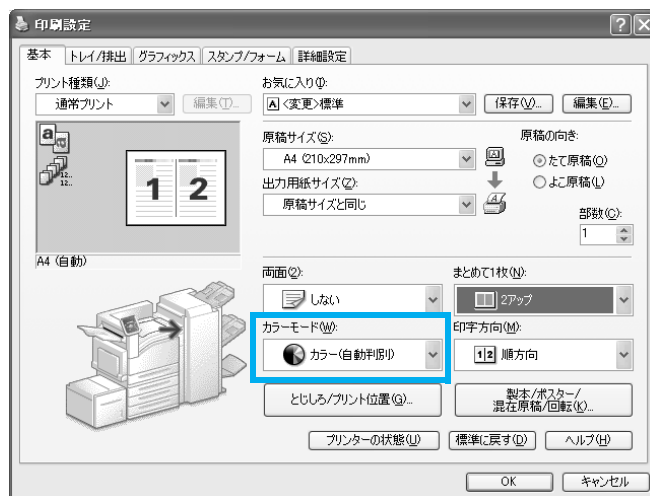 印刷設定
基本 トレイ/排出 グラフィックス スタンプ/フォーム 詳細設定
プリント種類(J):
通常プリント 編集(T)...
お気に入り(I):
A <変更>標準 保存(V)... 編集(E)...
a
12..
12..
1 2
A4 (自動)
原稿サイズ(S):
A4 (210x297mm)
出力用紙サイズ(Z):
原稿サイズと同じ
原稿の向き:
たて原稿(O)
よこ原稿(L)
部数(C):
1
両面(2):
しない
まとめて1枚(N):
2アップ
カラーモード(W):
カラー(自動判別)
印字方向(M):
1 2 順方向
とじしろ/プリント位置(G)...
製本/ポスター/
混在原稿/回転(K)...
プリンターの状態(U) 標準に戻す(D) ヘルプ(H)
OK キャンセル